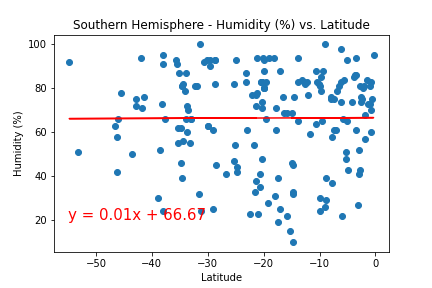 Southern Hemisphere - Humidity (%) vs. Latitude
100
80
60
40
20
Humidity (%)
y = 0.01x + 66.67
−50
−40
−30
−20
−10
0
Latitude